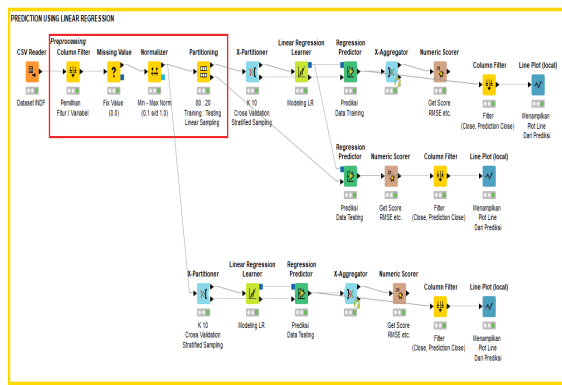 PREDICTION USING LINEAR REGRESSION
Preprocessing
CSV Reader
Dataset INDF
Column Filter
Pemilihan
Fitur / Variabel
Missing Value
Fix Value
(0.0)
Normalizer
Min - Max Norm
(0.1 s/d 1.0)
Partitioning
80 : 20
Training : Testing
Linear Sampling
X-Partitioner
K 10
Cross Validation
Stratified Sampling
Linear Regression
Learner
Modeling LR
Regression
Predictor
Prediksi
Data Training
X-Aggregator
Numeric Scorer
Get Score
RMSE etc.
Column Filter
Filter
(Close, Prediction Close)
Line Plot (local)
Menampilkan
Plot Line
Dari Prediksi
Regression
Predictor
Prediksi
Data Testing
Numeric Scorer
Get Score
RMSE etc.
Column Filter
Filter
(Close, Prediction Close)
Line Plot (local)
Menampilkan
Plot Line
Dari Prediksi
X-Partitioner
K 10
Cross Validation
Stratified Sampling
Linear Regression
Learner
Modeling LR
Regression
Predictor
Prediksi
Data Testing
X-Aggregator
Numeric Scorer
Get Score
RMSE etc.
Column Filter
Filter
(Close, Prediction Close)
Line Plot (local)
Menampilkan
Plot Line
Dari Prediksi